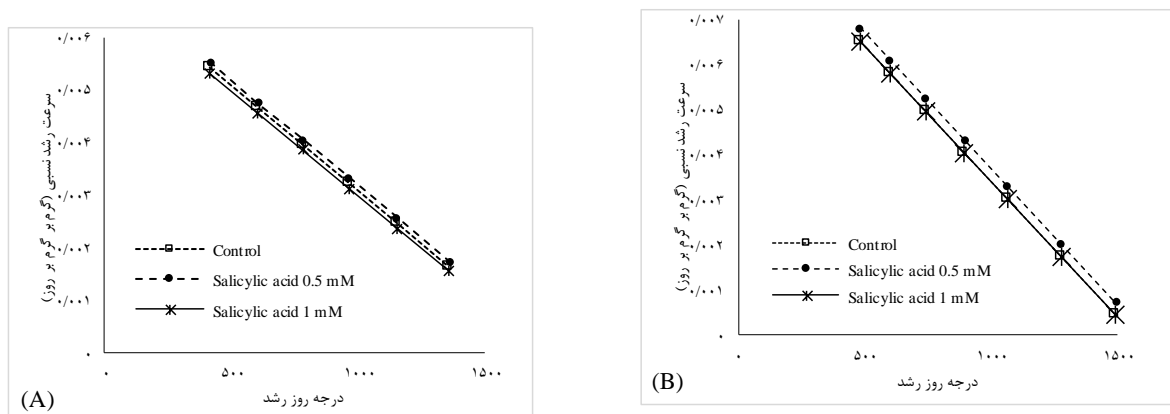 ۰/۰۰۶
۰/۰۰۵
۰/۰۰۴
۰/۰۰۳
۰/۰۰۲
۰/۰۰۱
۰
سرعت رشد نسبی (گرم بر گرم بر روز)
Control
Salicylic acid 0.5 mM
Salicylic acid 1 mM
۰
۵۰۰
۱۰۰۰
۱۵۰۰
درجه روز رشد
(A)
۰/۰۰۷
۰/۰۰۶
۰/۰۰۵
۰/۰۰۴
۰/۰۰۳
۰/۰۰۲
۰/۰۰۱
۰
سرعت رشد نسبی (گرم بر گرم بر روز)
Control
Salicylic acid 0.5 mM
Salicylic acid 1 mM
۰
۵۰۰
۱۰۰۰
۱۵۰۰
درجه روز رشد
(B)